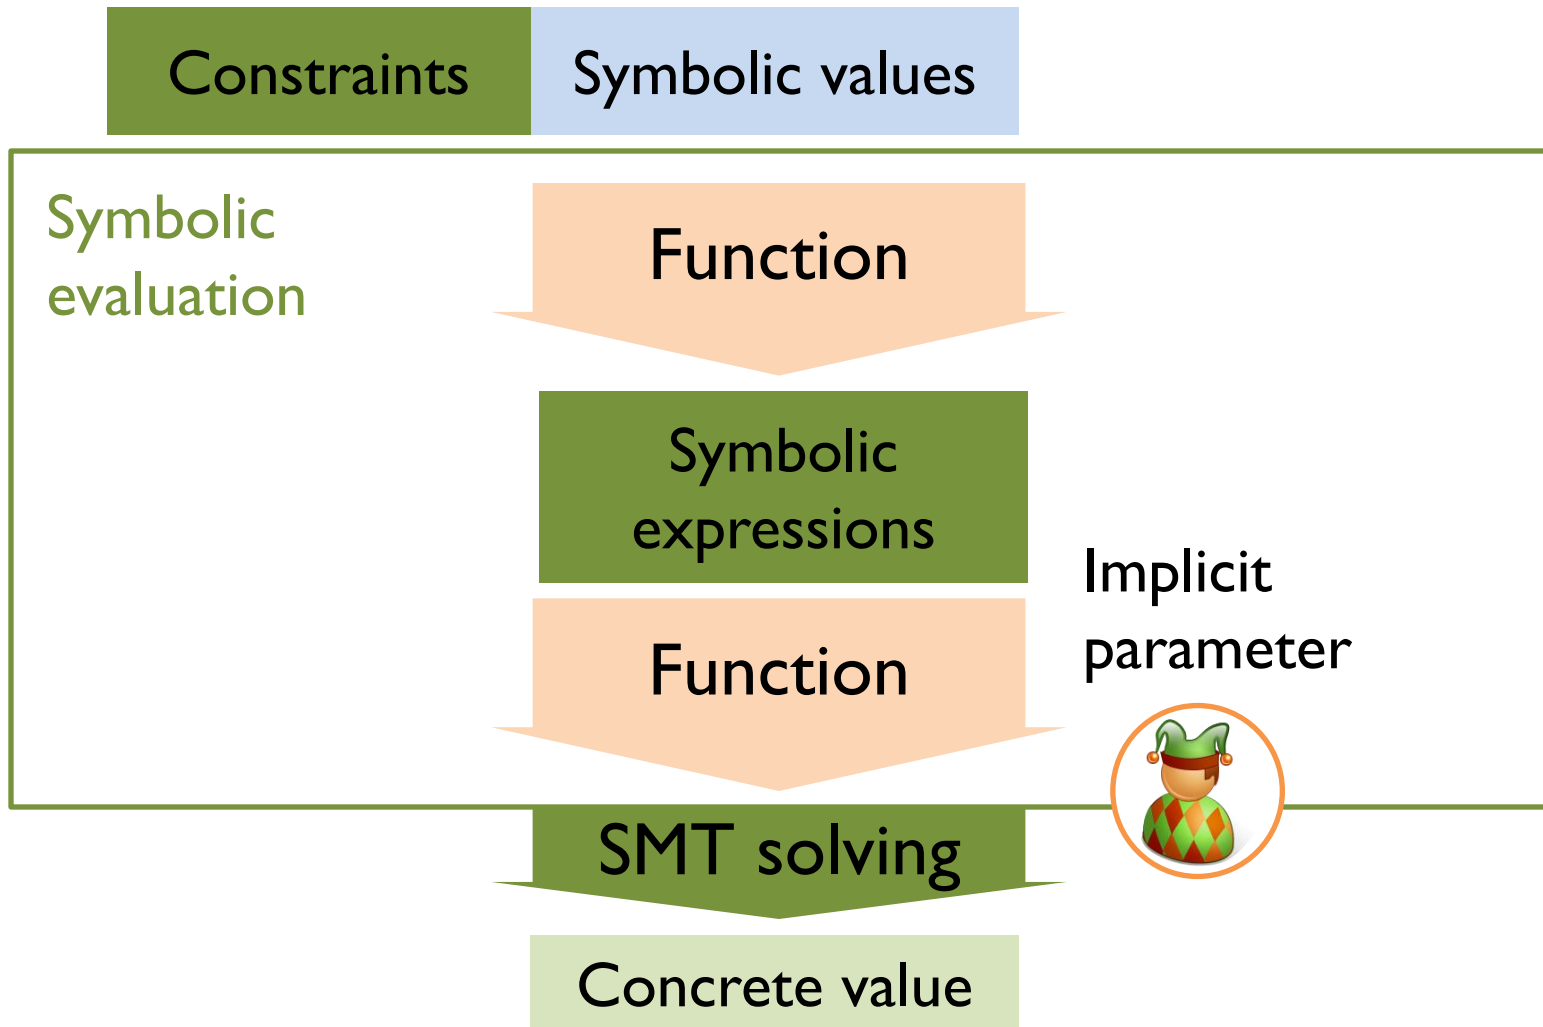 Constraints
Symbolic values
Symbolic
evaluation
Function
Symbolic
expressions
Implicit
parameter
Function
SMT solving
Concrete value